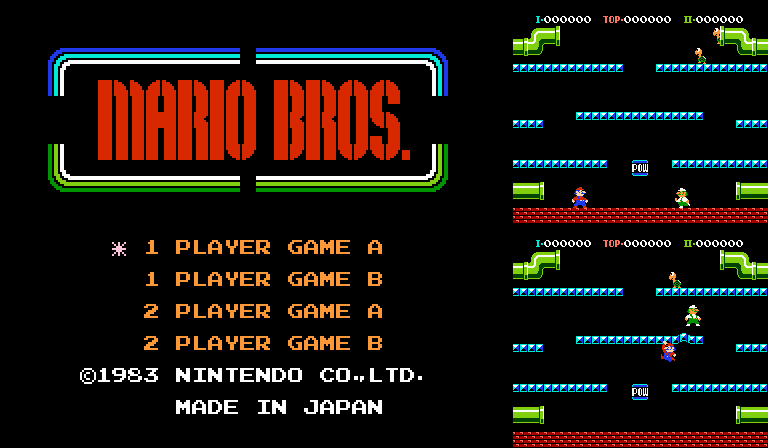 MARIO BROS.
* 1 PLAYER GAME A
1 PLAYER GAME B
2 PLAYER GAME A
2 PLAYER GAME B
©1983 NINTENDO CO.,LTD.
MADE IN JAPAN
I-000000 TOP-000000 II-000000
POW
I-000000 TOP-000000 II-000000
POW